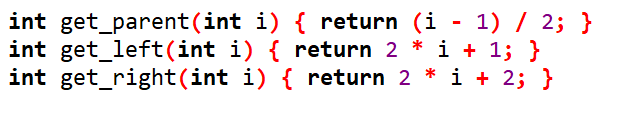 int get_parent(int i) { return (i - 1) / 2; }
int get_left(int i) { return 2 * i + 1; }
int get_right(int i) { return 2 * i + 2; }